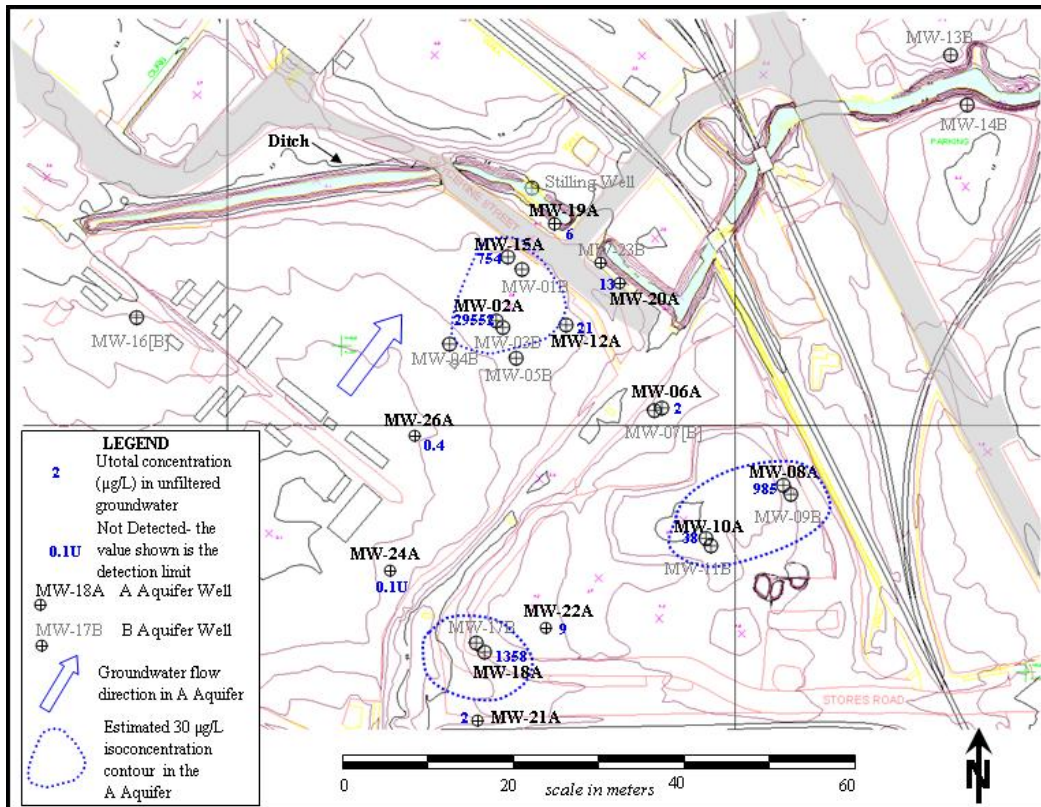 MW-13B
MW-14B
PARKING
Ditch
Stilling Well
MW-19A
6
MW-15A
754
MW-23B
MW-01B
13
MW-20A
MW-02A
MW-12A
21
MW-03B
MW-04B
MW-05B
MW-16[B]
MW-06A
2
MW-07[B]
MW-26A
0.4
MW-08A
985
MW-09B
MW-10A
38
MW-11B
MW-24A
0.1U
MW-22A
9
MW-17B
1358
MW-18A
2
MW-21A
STORES ROAD
LEGEND
2
Utotal concentration
(µg/L) in unfiltered
groundwater
0.1U
Not Detected- the
value shown is the
detection limit
MW-18A A Aquifer Well
MW-17B B Aquifer Well
Groundwater flow
direction in A Aquifer
Estimated 30 µg/L
isoconcentration
contour in the
A Aquifer
0 20 40 60
scale in meters
N